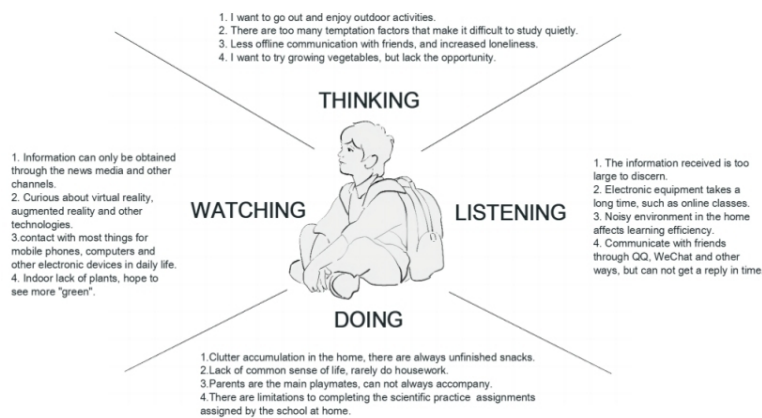 1. I want to go out and enjoy outdoor activities.
2. There are too many temptation factors that make it difficult to study quietly.
3. Less offline communication with friends, and increased loneliness.
4. I want to try growing vegetables, but lack the opportunity.
THINKING
1. Information can only be obtained
through the news media and other
channels.
2. Curious about virtual reality,
augmented reality and other
technologies.
3.contact with most things for
mobile phones, computers and
other electronic devices in daily life.
4. Indoor lack of plants, hope to
see more "green".
WATCHING
LISTENING
1. The information received is too
large to discern.
2. Electronic equipment takes a
long time, such as online classes.
3. Noisy environment in the home
affects learning efficiency.
4. Communicate with friends
through QQ, WeChat and other
ways, but can not get a reply in time
DOING
1.Clutter accumulation in the home, there are always unfinished snacks.
2.Lack of common sense of life, rarely do housework.
3.Parents are the main playmates, can not always accompany.
4.There are limitations to completing the scientific practice assignments
assigned by the school at home.